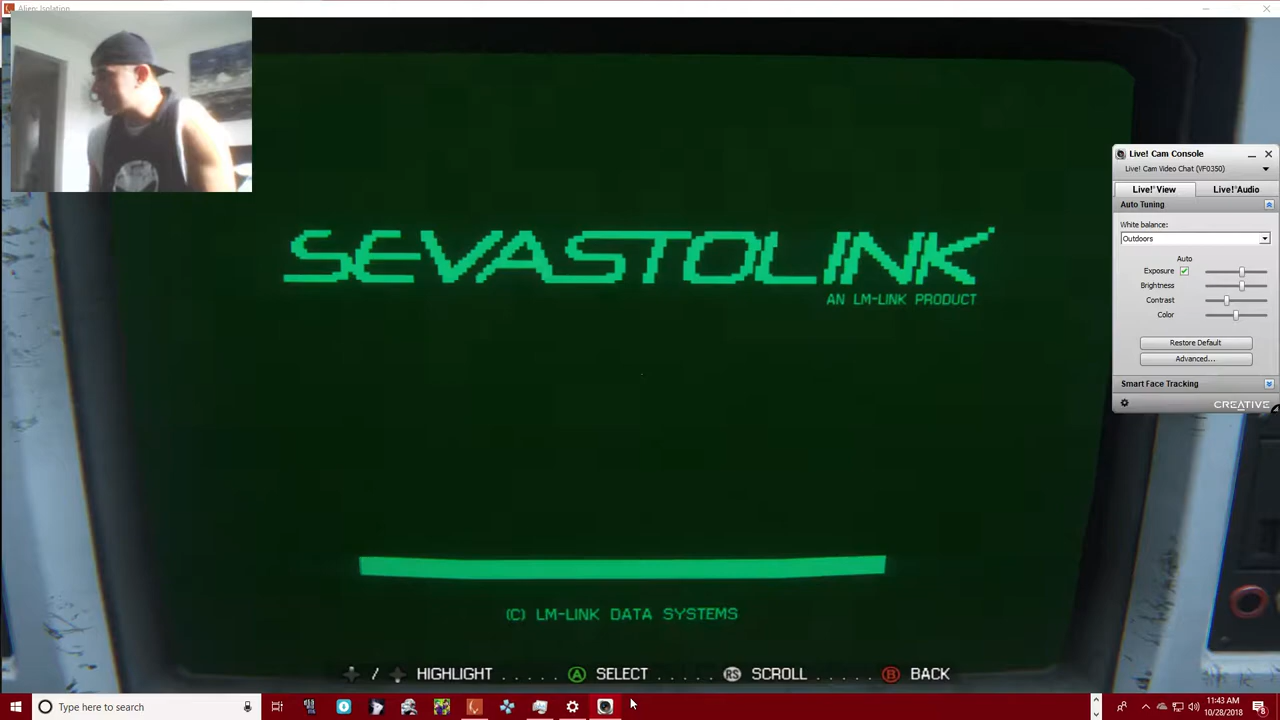 Alien: Isolation
SEVASTOLINK
AN LM-LINK PRODUCT
(C) LM-LINK DATA SYSTEMS
/ HIGHLIGHT ..... A SELECT ..... RS SCROLL ..... B BACK
Live! Cam Console
Live! Cam Video Chat (VF0350)
Live! View
Live! Audio
Auto Tuning
White balance:
Outdoors
Auto
Exposure
Brightness
Contrast
Color
Restore Default
Advanced...
Smart Face Tracking
CREATIVE
Type here to search
11:43 AM
10/28/2018
8